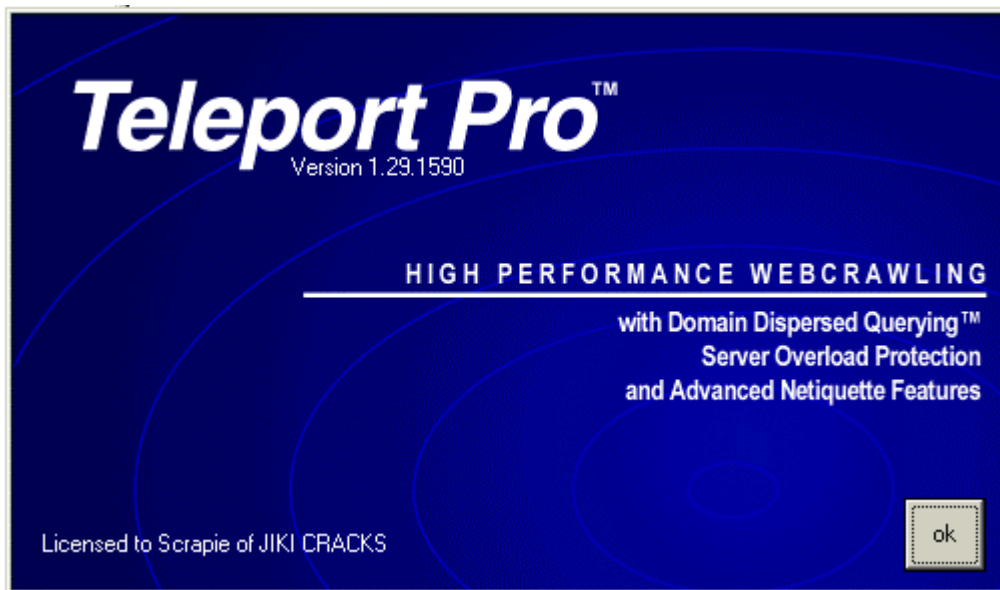 Teleport Pro™
Version 1.29.1590
HIGH PERFORMANCE WEBCRAWLING
with Domain Dispersed Querying™
Server Overload Protection
and Advanced Netiquette Features
Licensed to Scrapie of JIKI CRACKS
ok